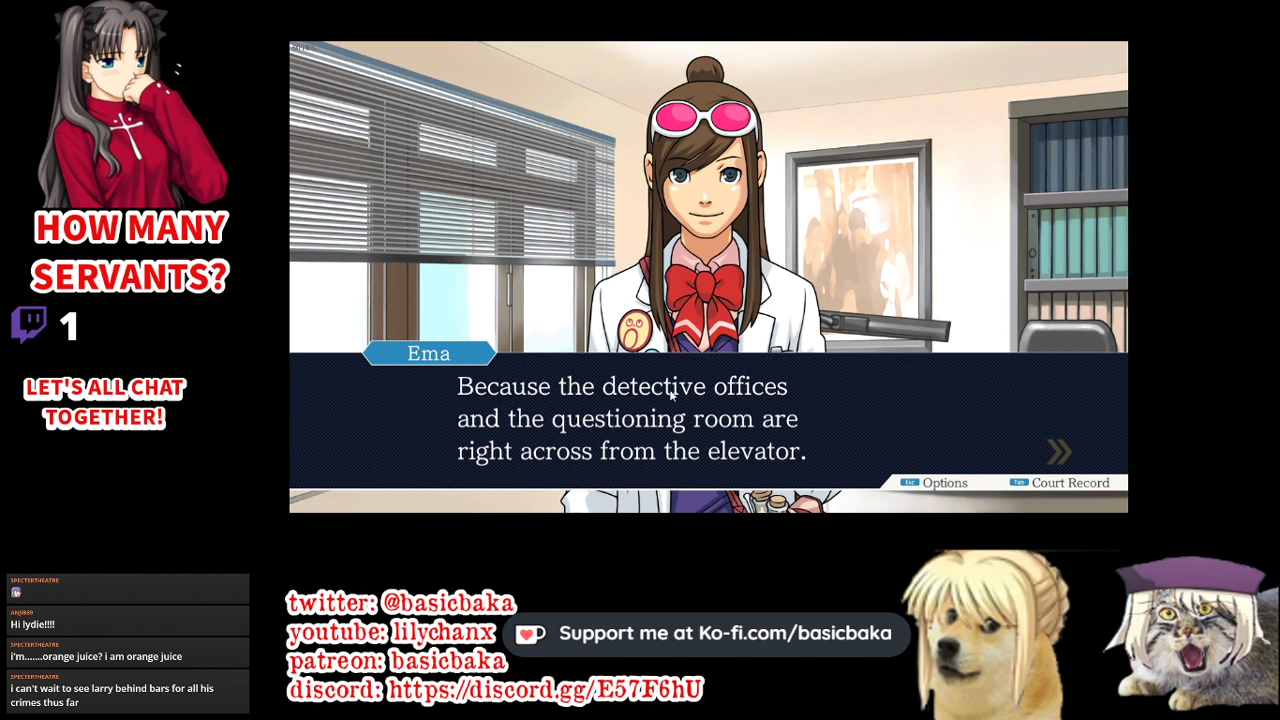 HOW MANY
SERVANTS?
1
LET'S ALL CHAT
TOGETHER!
Ema
Because the detective offices
and the questioning room are
right across from the elevator.
Esc Options
Tab Court Record
SPECTERTHEATRE
ANJI889
Hi lydie!!!!
SPECTERTHEATRE
i'm.......orange juice? i am orange juice
SPECTERTHEATRE
i can't wait to see larry behind bars for all his
crimes thus far
twitter: @basicbaka
youtube: lilychanx
patreon: basicbaka
discord: https://discord.gg/E57F6hU
Support me at Ko-fi.com/basicbaka